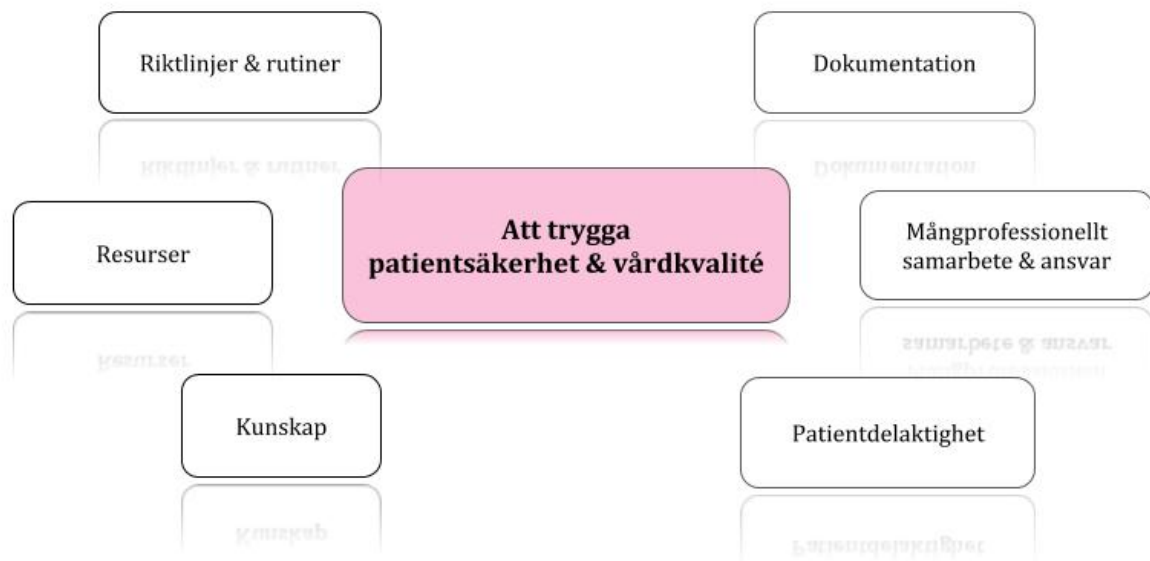 Riktlinjer & rutiner
Dokumentation
Att trygga
patientsäkerhet & vårdkvalité
Resurser
Mångprofessionellt
samarbete & ansvar
Kunskap
Patientdelaktighet